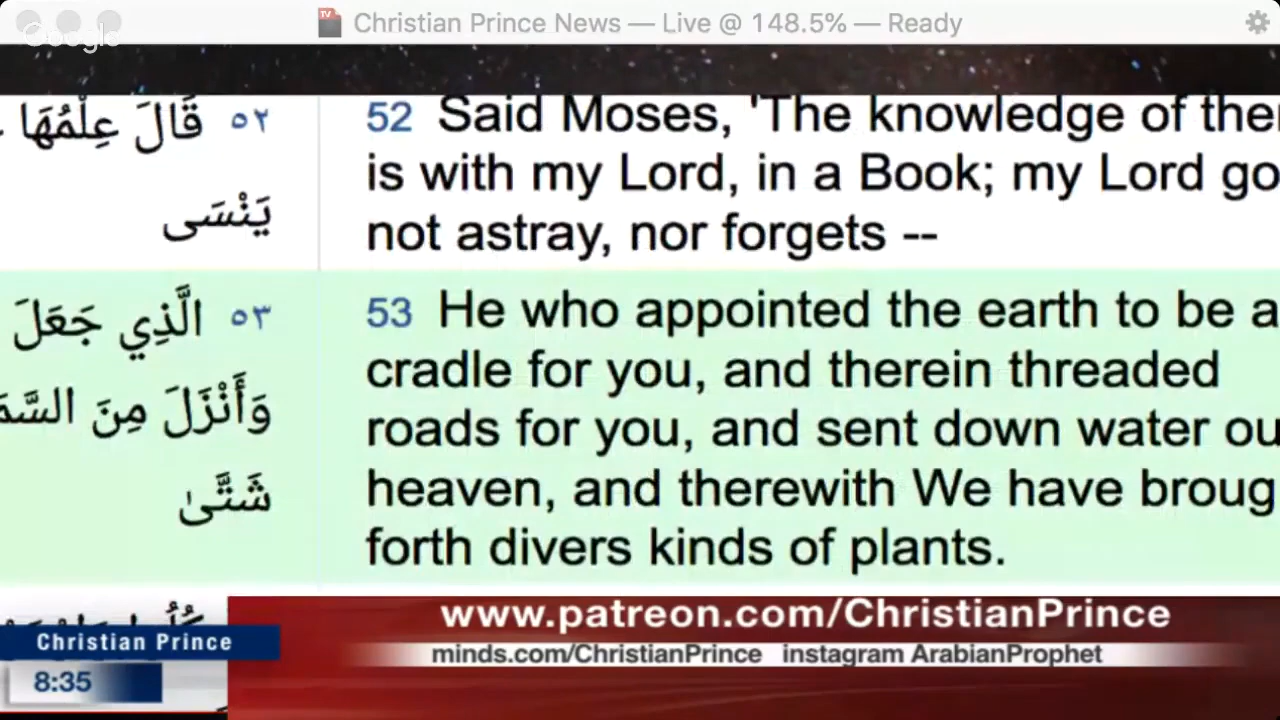 Christian Prince News — Live @ 148.5% — Ready
Google
٥٢ قَالَ عِلْمُهَا
يَنْسَى
52 Said Moses, 'The knowledge of the
is with my Lord, in a Book; my Lord go
not astray, nor forgets --
٥٣ الَّذِي جَعَلَ
وَأَنْزَلَ مِنَ السَّمَ
شَتَّىٰ
53 He who appointed the earth to be a
cradle for you, and therein threaded
roads for you, and sent down water ou
heaven, and therewith We have broug
forth divers kinds of plants.
www.patreon.com/ChristianPrince
Christian Prince
minds.com/ChristianPrince instagram ArabianProphet
8:35